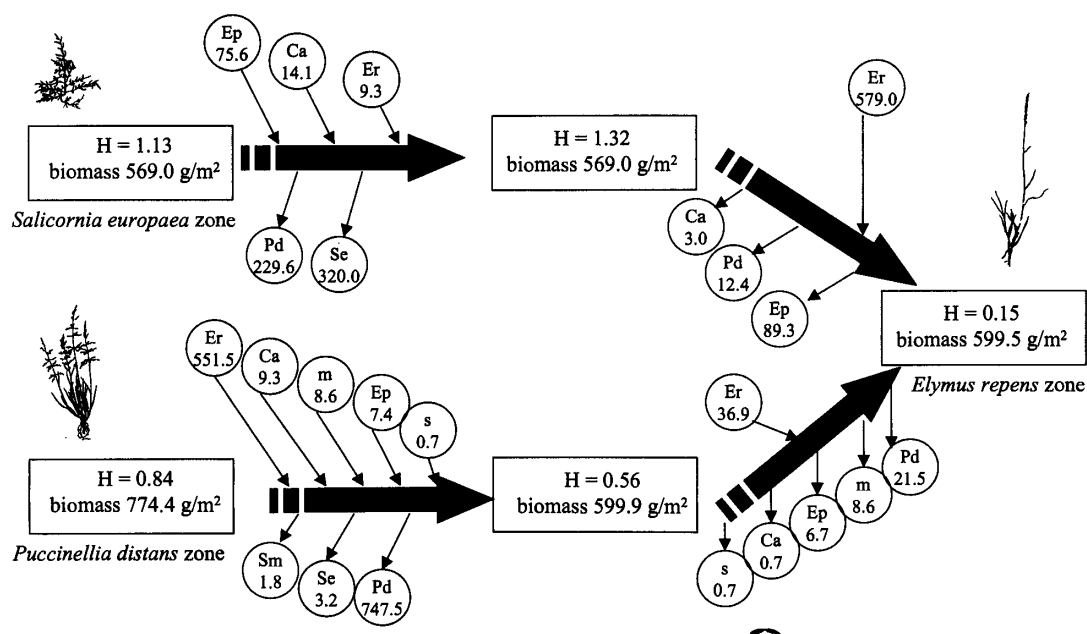 Ep
75.6
Ca
14.1
Er
9.3
H = 1.13
biomass 569.0 g/m²
Salicornia europaea zone
Pd
229.6
Se
320.0
H = 1.32
biomass 569.0 g/m²
Er
579.0
Ca
3.0
Pd
12.4
Ep
89.3
H = 0.15
biomass 599.5 g/m²
Elymus repens zone
Er
551.5
Ca
9.3
m
8.6
Ep
7.4
s
0.7
H = 0.84
biomass 774.4 g/m²
Puccinellia distans zone
Sm
1.8
Se
3.2
Pd
747.5
H = 0.56
biomass 599.9 g/m²
Er
36.9
s
0.7
Ca
0.7
Ep
6.7
m
8.6
Pd
21.5